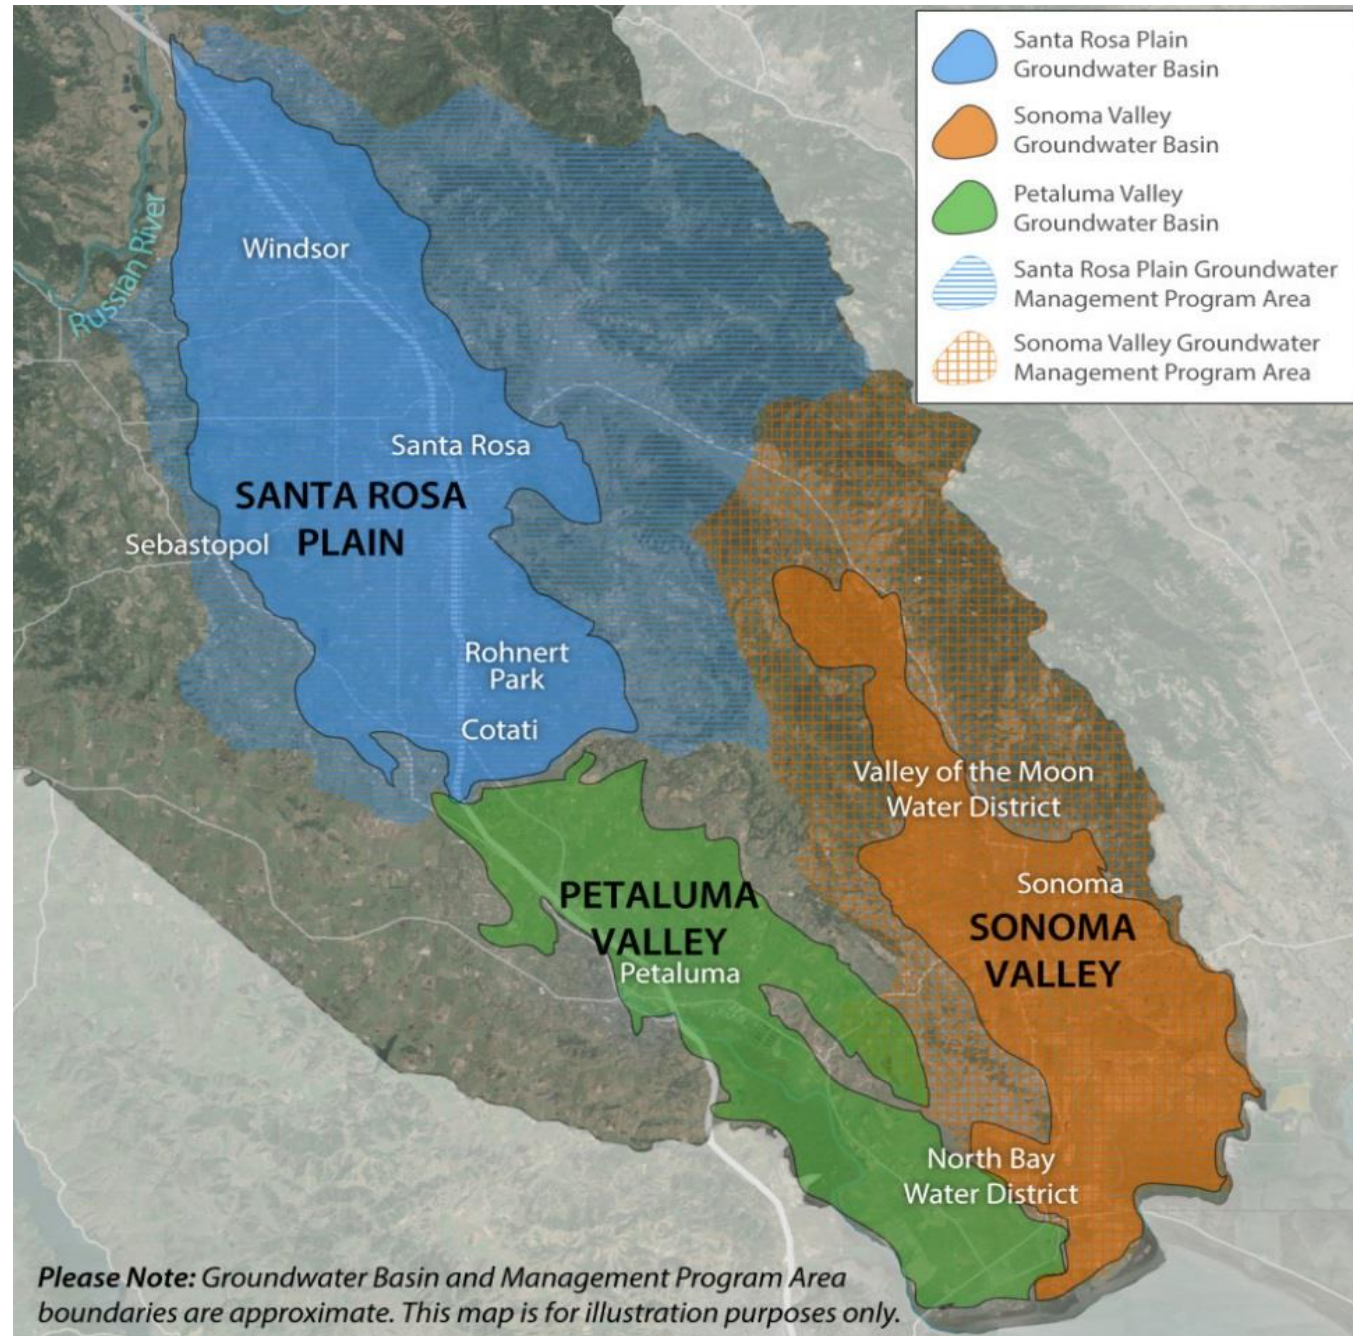 Santa Rosa Plain
Groundwater Basin
Sonoma Valley
Groundwater Basin
Petaluma Valley
Groundwater Basin
Santa Rosa Plain Groundwater
Management Program Area
Sonoma Valley Groundwater
Management Program Area
Russian River
Windsor
Santa Rosa
SANTA ROSA
PLAIN
Sebastopol
Rohnert
Park
Cotati
Valley of the Moon
Water District
Sonoma
SONOMA
VALLEY
PETALUMA
VALLEY
Petaluma
North Bay
Water District
Please Note: Groundwater Basin and Management Program Area
boundaries are approximate. This map is for illustration purposes only.